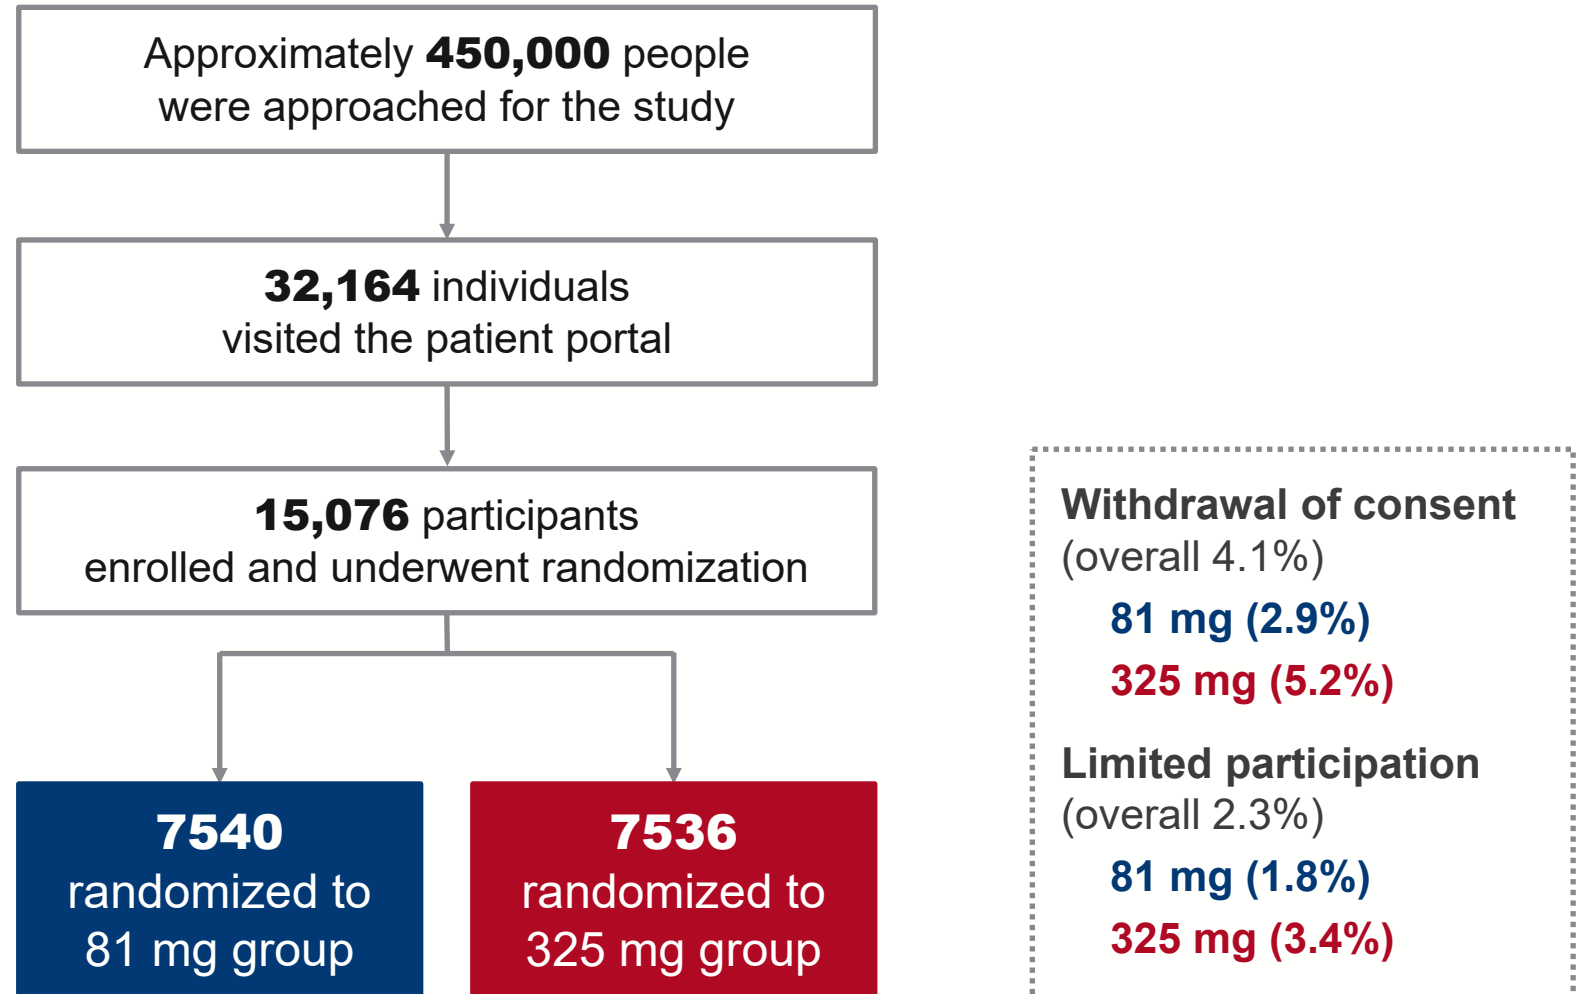 Approximately 450,000 people
were approached for the study
32,164 individuals
visited the patient portal
15,076 participants
enrolled and underwent randomization
7540
randomized to
81 mg group
7536
randomized to
325 mg group
Withdrawal of consent
(overall 4.1%)
81 mg (2.9%)
325 mg (5.2%)
Limited participation
(overall 2.3%)
81 mg (1.8%)
325 mg (3.4%)